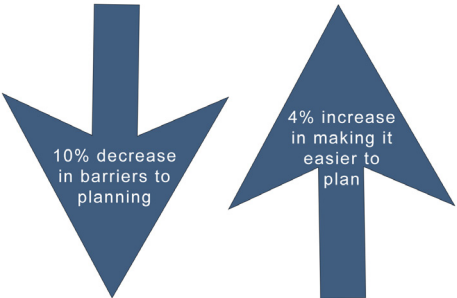 10% decrease
in barriers to
planning
4% increase
in making it
easier to
plan